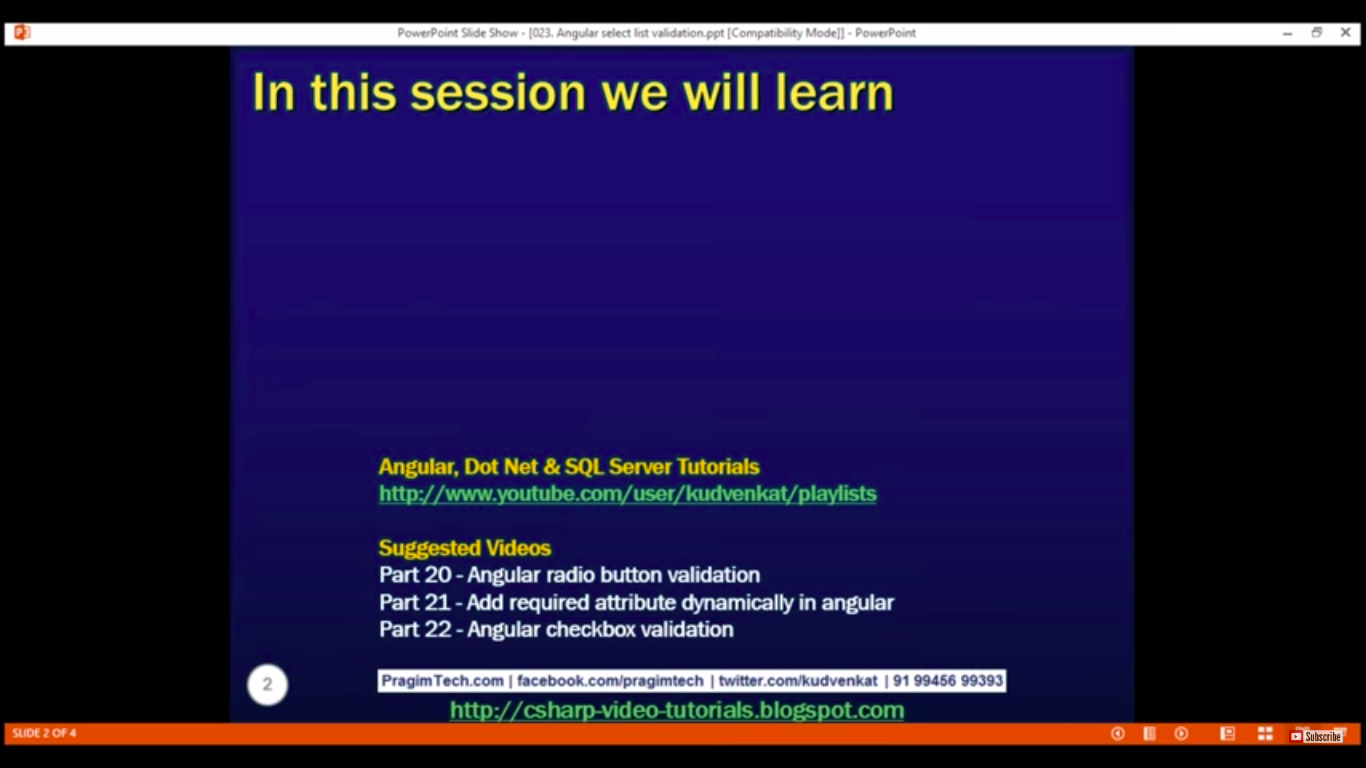 PowerPoint Slide Show - [023. Angular select list validation.ppt [Compatibility Mode]] - PowerPoint
In this session we will learn
Angular, Dot Net & SQL Server Tutorials
http://www.youtube.com/user/kudvenkat/playlists
Suggested Videos
Part 20 - Angular radio button validation
Part 21 - Add required attribute dynamically in angular
Part 22 - Angular checkbox validation
2
PragimTech.com | facebook.com/pragimtech | twitter.com/kudvenkat | 91 99456 99393
http://csharp-video-tutorials.blogspot.com
SLIDE 2 OF 4
Subscribe